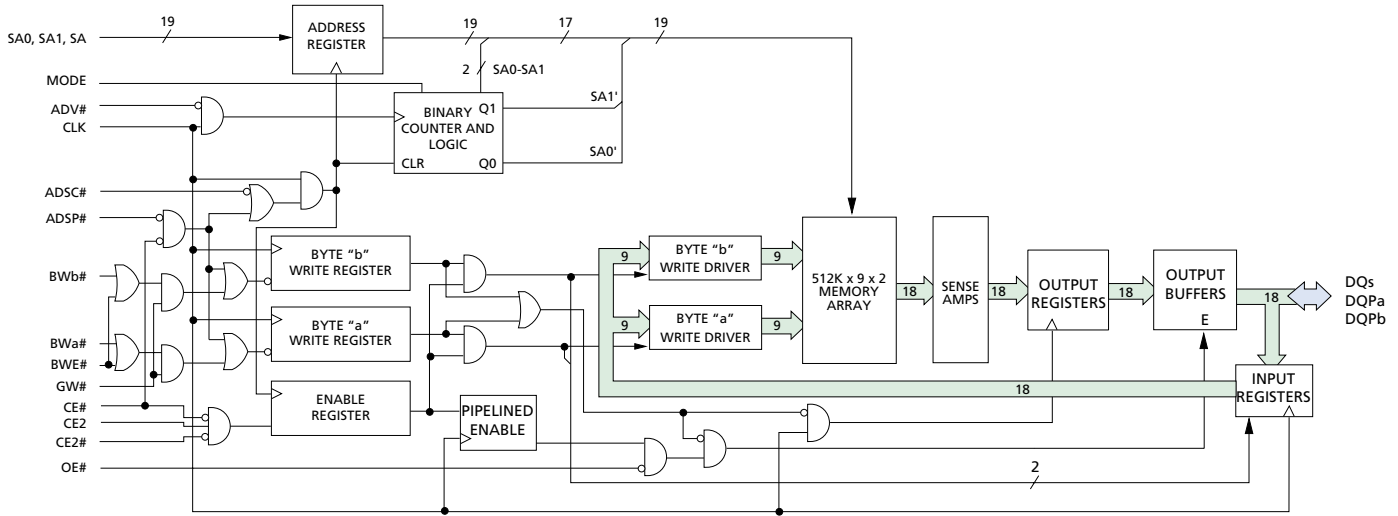 19
ADDRESS
REGISTER
19
17
19
SA0, SA1, SA
2
SA0-SA1
MODE
ADV#
CLK
BINARY
COUNTER AND
LOGIC
Q1
CLR
Q0
SA1'
SA0'
ADSC#
ADSP#
BYTE “b”
WRITE REGISTER
9
BYTE “b”
WRITE DRIVER
9
512K x 9 x 2
MEMORY
ARRAY
18
SENSE
AMPS
18
OUTPUT
REGISTERS
18
OUTPUT
BUFFERS
E
18
DQs
DQPa
DQPb
BWb#
BYTE “a”
WRITE REGISTER
9
BYTE “a”
WRITE DRIVER
9
BWa#
BWE#
GW#
CE#
CE2
CE2#
ENABLE
REGISTER
PIPELINED
ENABLE
18
INPUT
REGISTERS
OE#
2